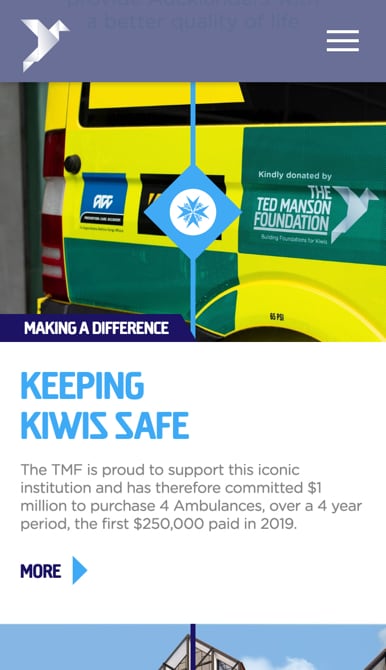 provide Aucklanders with
a better quality of life
Kindly donated by
THE
TED MANSON
FOUNDATION
Building Foundations for Kiwis
65 PSI
MAKING A DIFFERENCE
KEEPING
KIWIS SAFE
The TMF is proud to support this iconic
institution and has therefore committed $1
million to purchase 4 Ambulances, over a 4 year
period, the first $250,000 paid in 2019.
MORE